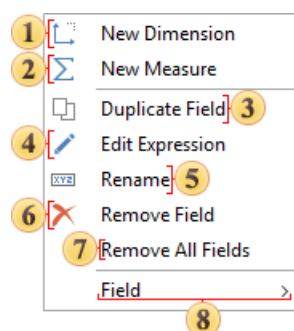 1 New Dimension
2 New Measure
Duplicate Field 3
4 Edit Expression
XYZ Rename 5
6 Remove Field
7 Remove All Fields
Field >
8